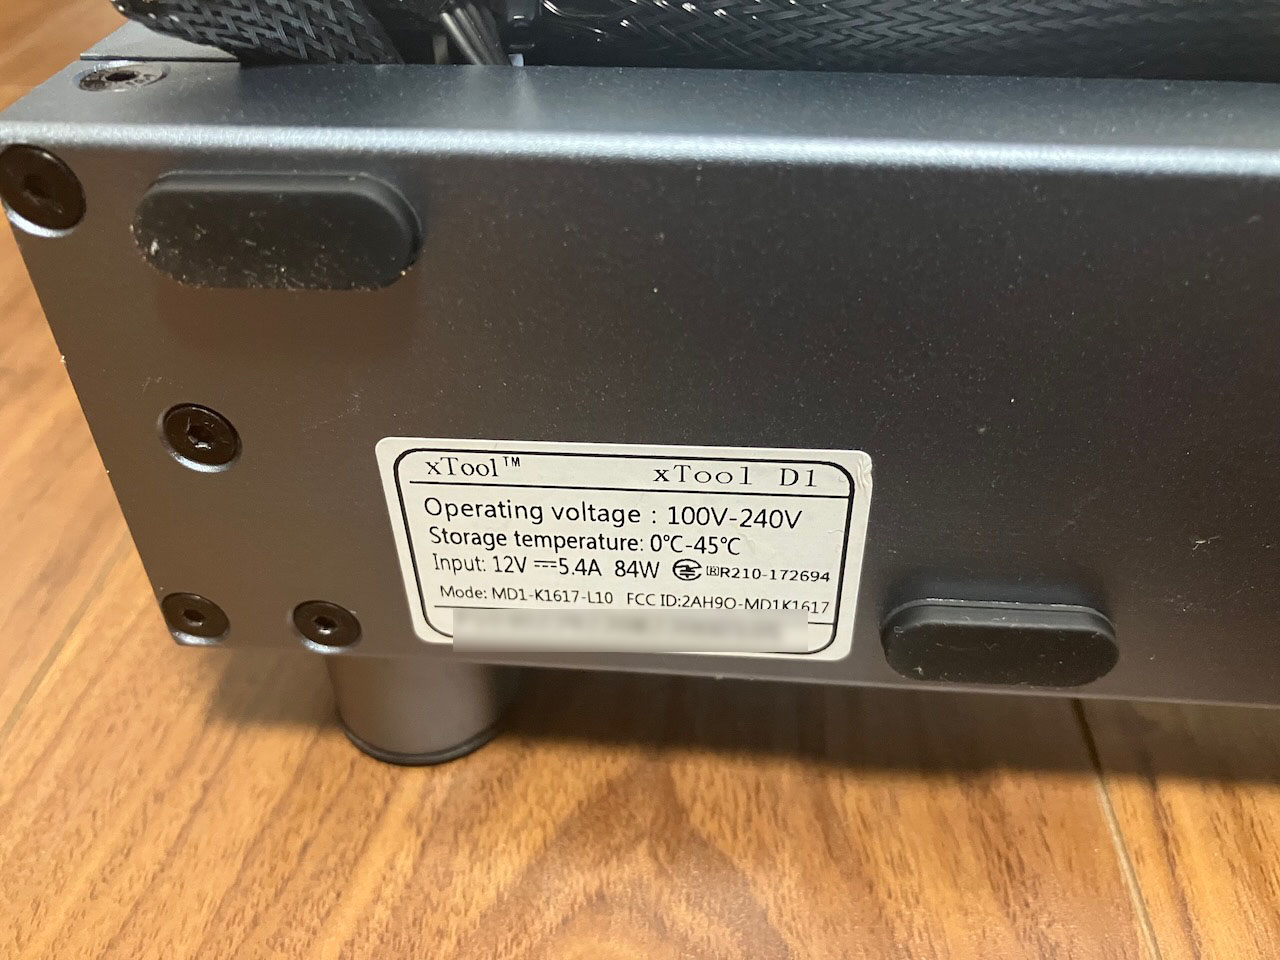 xTool™ xTool D1
Operating voltage : 100V-240V
Storage temperature: 0℃-45℃
Input: 12V ⎓5.4A 84W R R210-172694
Mode: MD1-K1617-L10 FCC ID:2AH9O-MD1K1617